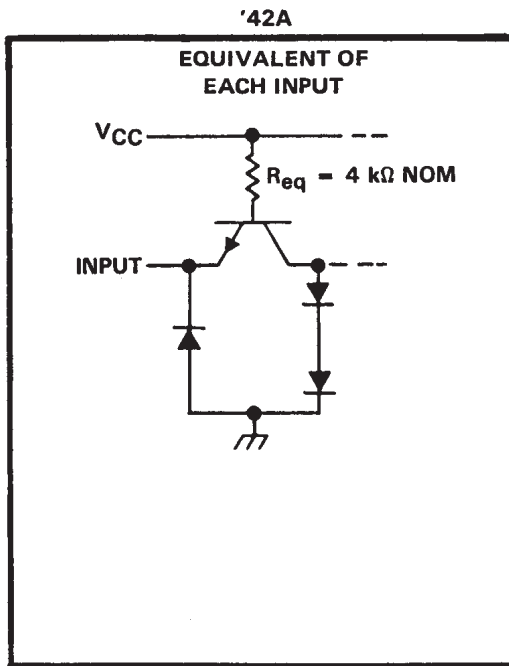 '42A
EQUIVALENT OF
EACH INPUT
VCC
Req = 4 kΩ NOM
INPUT